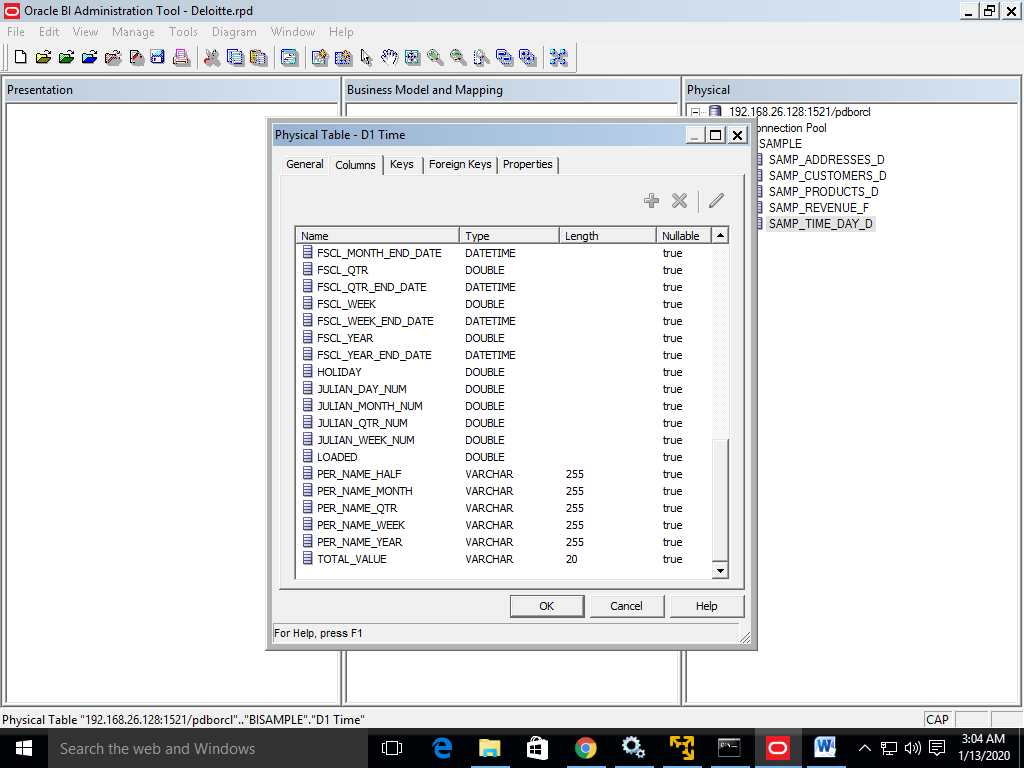 Oracle BI Administration Tool - Deloitte.rpd
File Edit View Manage Tools Diagram Window Help
Presentation
Business Model and Mapping
Physical
192.168.26.128:1521/pdborcl
onnection Pool
SAMPLE
SAMP_ADDRESSES_D
SAMP_CUSTOMERS_D
SAMP_PRODUCTS_D
SAMP_REVENUE_F
SAMP_TIME_DAY_D
Physical Table - D1 Time
General Columns Keys Foreign Keys Properties
Name Type Length Nullable
FSCL_MONTH_END_DATE DATETIME true
FSCL_QTR DOUBLE true
FSCL_QTR_END_DATE DATETIME true
FSCL_WEEK DOUBLE true
FSCL_WEEK_END_DATE DATETIME true
FSCL_YEAR DOUBLE true
FSCL_YEAR_END_DATE DATETIME true
HOLIDAY DOUBLE true
JULIAN_DAY_NUM DOUBLE true
JULIAN_MONTH_NUM DOUBLE true
JULIAN_QTR_NUM DOUBLE true
JULIAN_WEEK_NUM DOUBLE true
LOADED DOUBLE true
PER_NAME_HALF VARCHAR 255 true
PER_NAME_MONTH VARCHAR 255 true
PER_NAME_QTR VARCHAR 255 true
PER_NAME_WEEK VARCHAR 255 true
PER_NAME_YEAR VARCHAR 255 true
TOTAL_VALUE VARCHAR 20 true
OK Cancel Help
For Help, press F1
Physical Table "192.168.26.128:1521/pdborcl".."BISAMPLE"."D1 Time"
CAP
Search the web and Windows
3:04 AM
1/13/2020